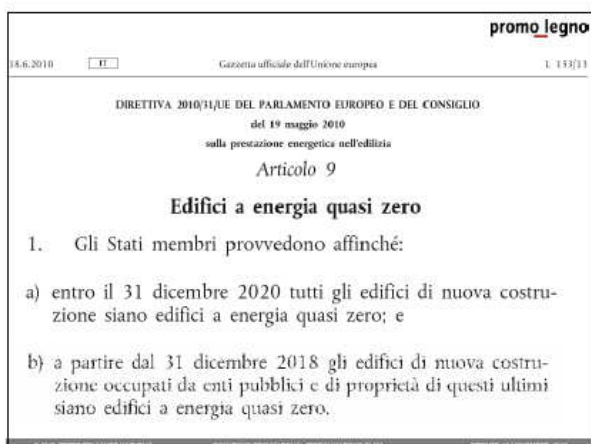 promo_legno
18.6.2010 IT Gazzetta ufficiale dell'Unione europea L 153/13
DIRETTIVA 2010/31/UE DEL PARLAMENTO EUROPEO E DEL CONSIGLIO
del 19 maggio 2010
sulla prestazione energetica nell'edilizia
Articolo 9
Edifici a energia quasi zero
1. Gli Stati membri provvedono affinché:
a) entro il 31 dicembre 2020 tutti gli edifici di nuova costru-
zione siano edifici a energia quasi zero; e
b) a partire dal 31 dicembre 2018 gli edifici di nuova costru-
zione occupati da enti pubblici e di proprietà di questi ultimi
siano edifici a energia quasi zero.